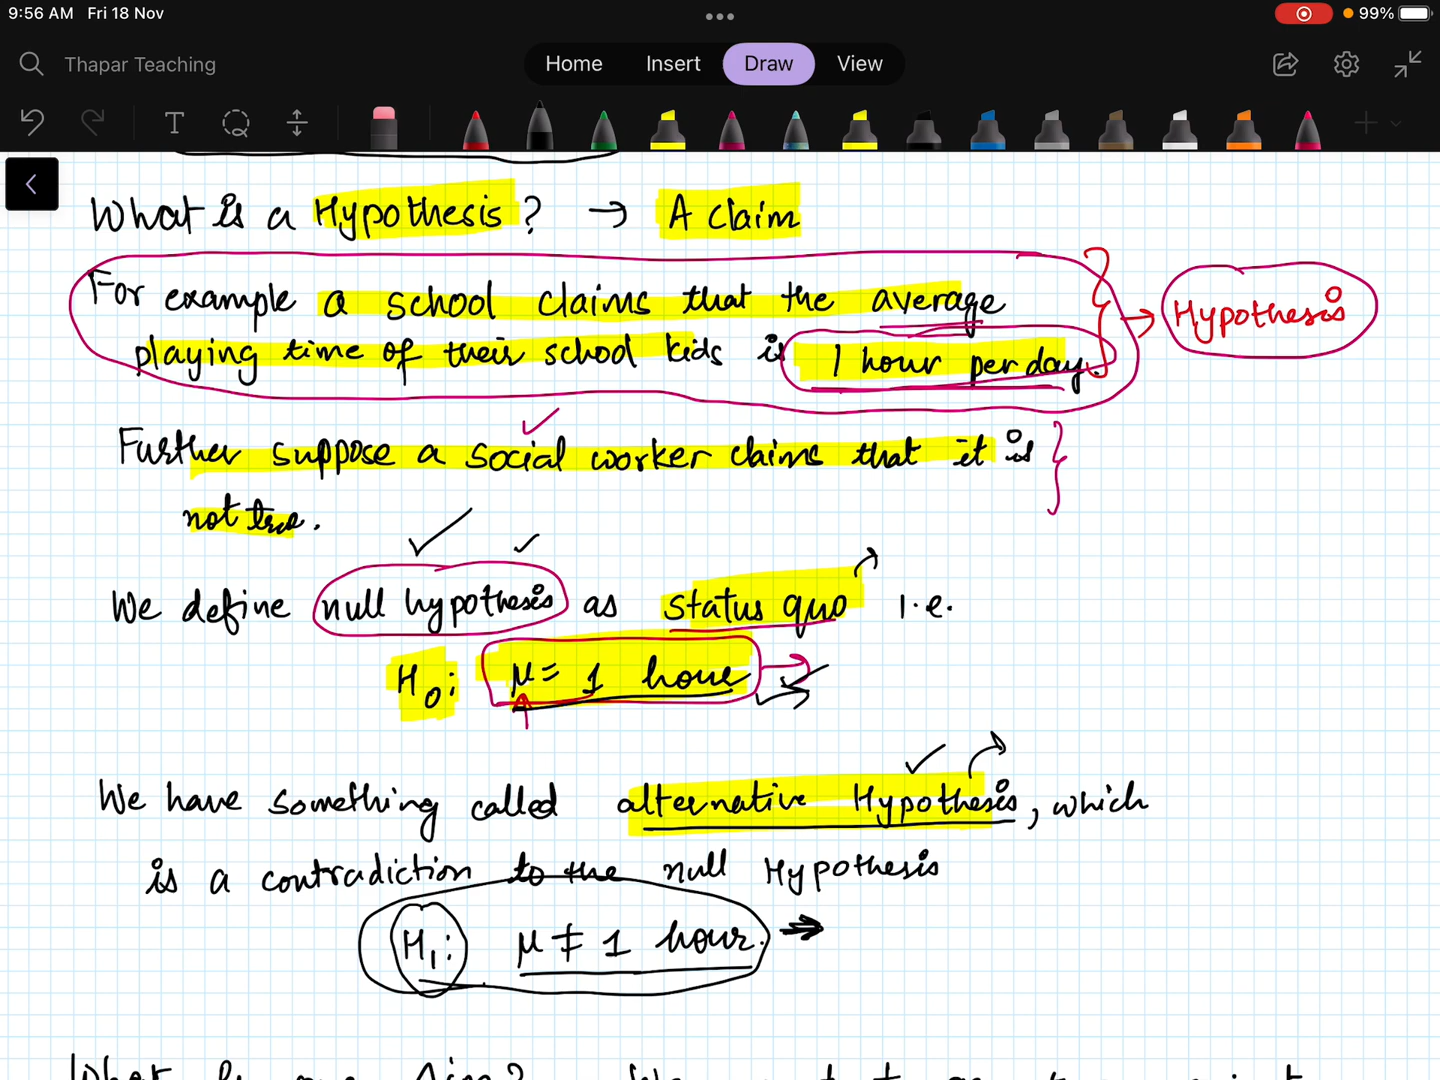 9:56 AM Fri 18 Nov
99%
Thapar Teaching
Home Insert Draw View
What is a Hypothesis? → A claim
For example a school claims that the average
playing time of their school kids is 1 hour per day.
→ Hypothesis
Further suppose a social worker claims that it is
not true.
We define null hypothesis as status quo i.e.
H₀: μ = 1 hour
We have something called alternative Hypothesis, which
is a contradiction to the null Hypothesis
H₁: μ ≠ 1 hour.